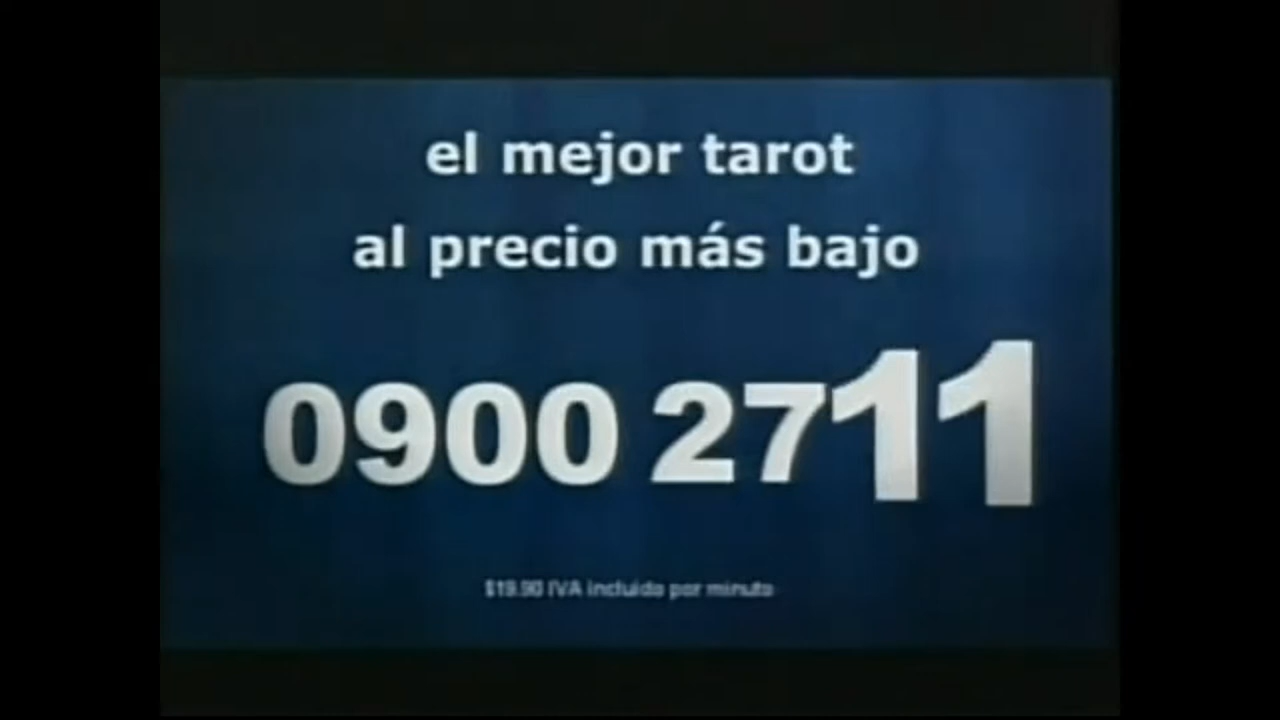 el mejor tarot
al precio más bajo
0900 2711
$19.90 IVA incluido por minuto